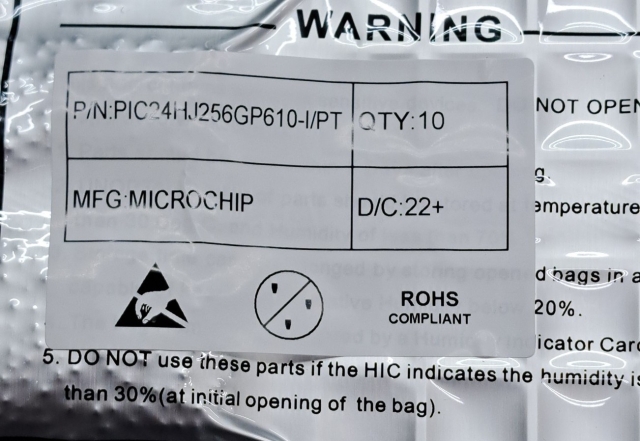 WARNING
P/N:PIC24HJ256GP610-I/PT QTY:10
NOT OPEN
g.
MFG:MICROCHIP D/C:22+
emperature
d bags in a
ROHS
20%.
COMPLIANT
icator Card
5. DO NOT use these parts if the HIC indicates the humidity is
than 30%(at initial opening of the bag).